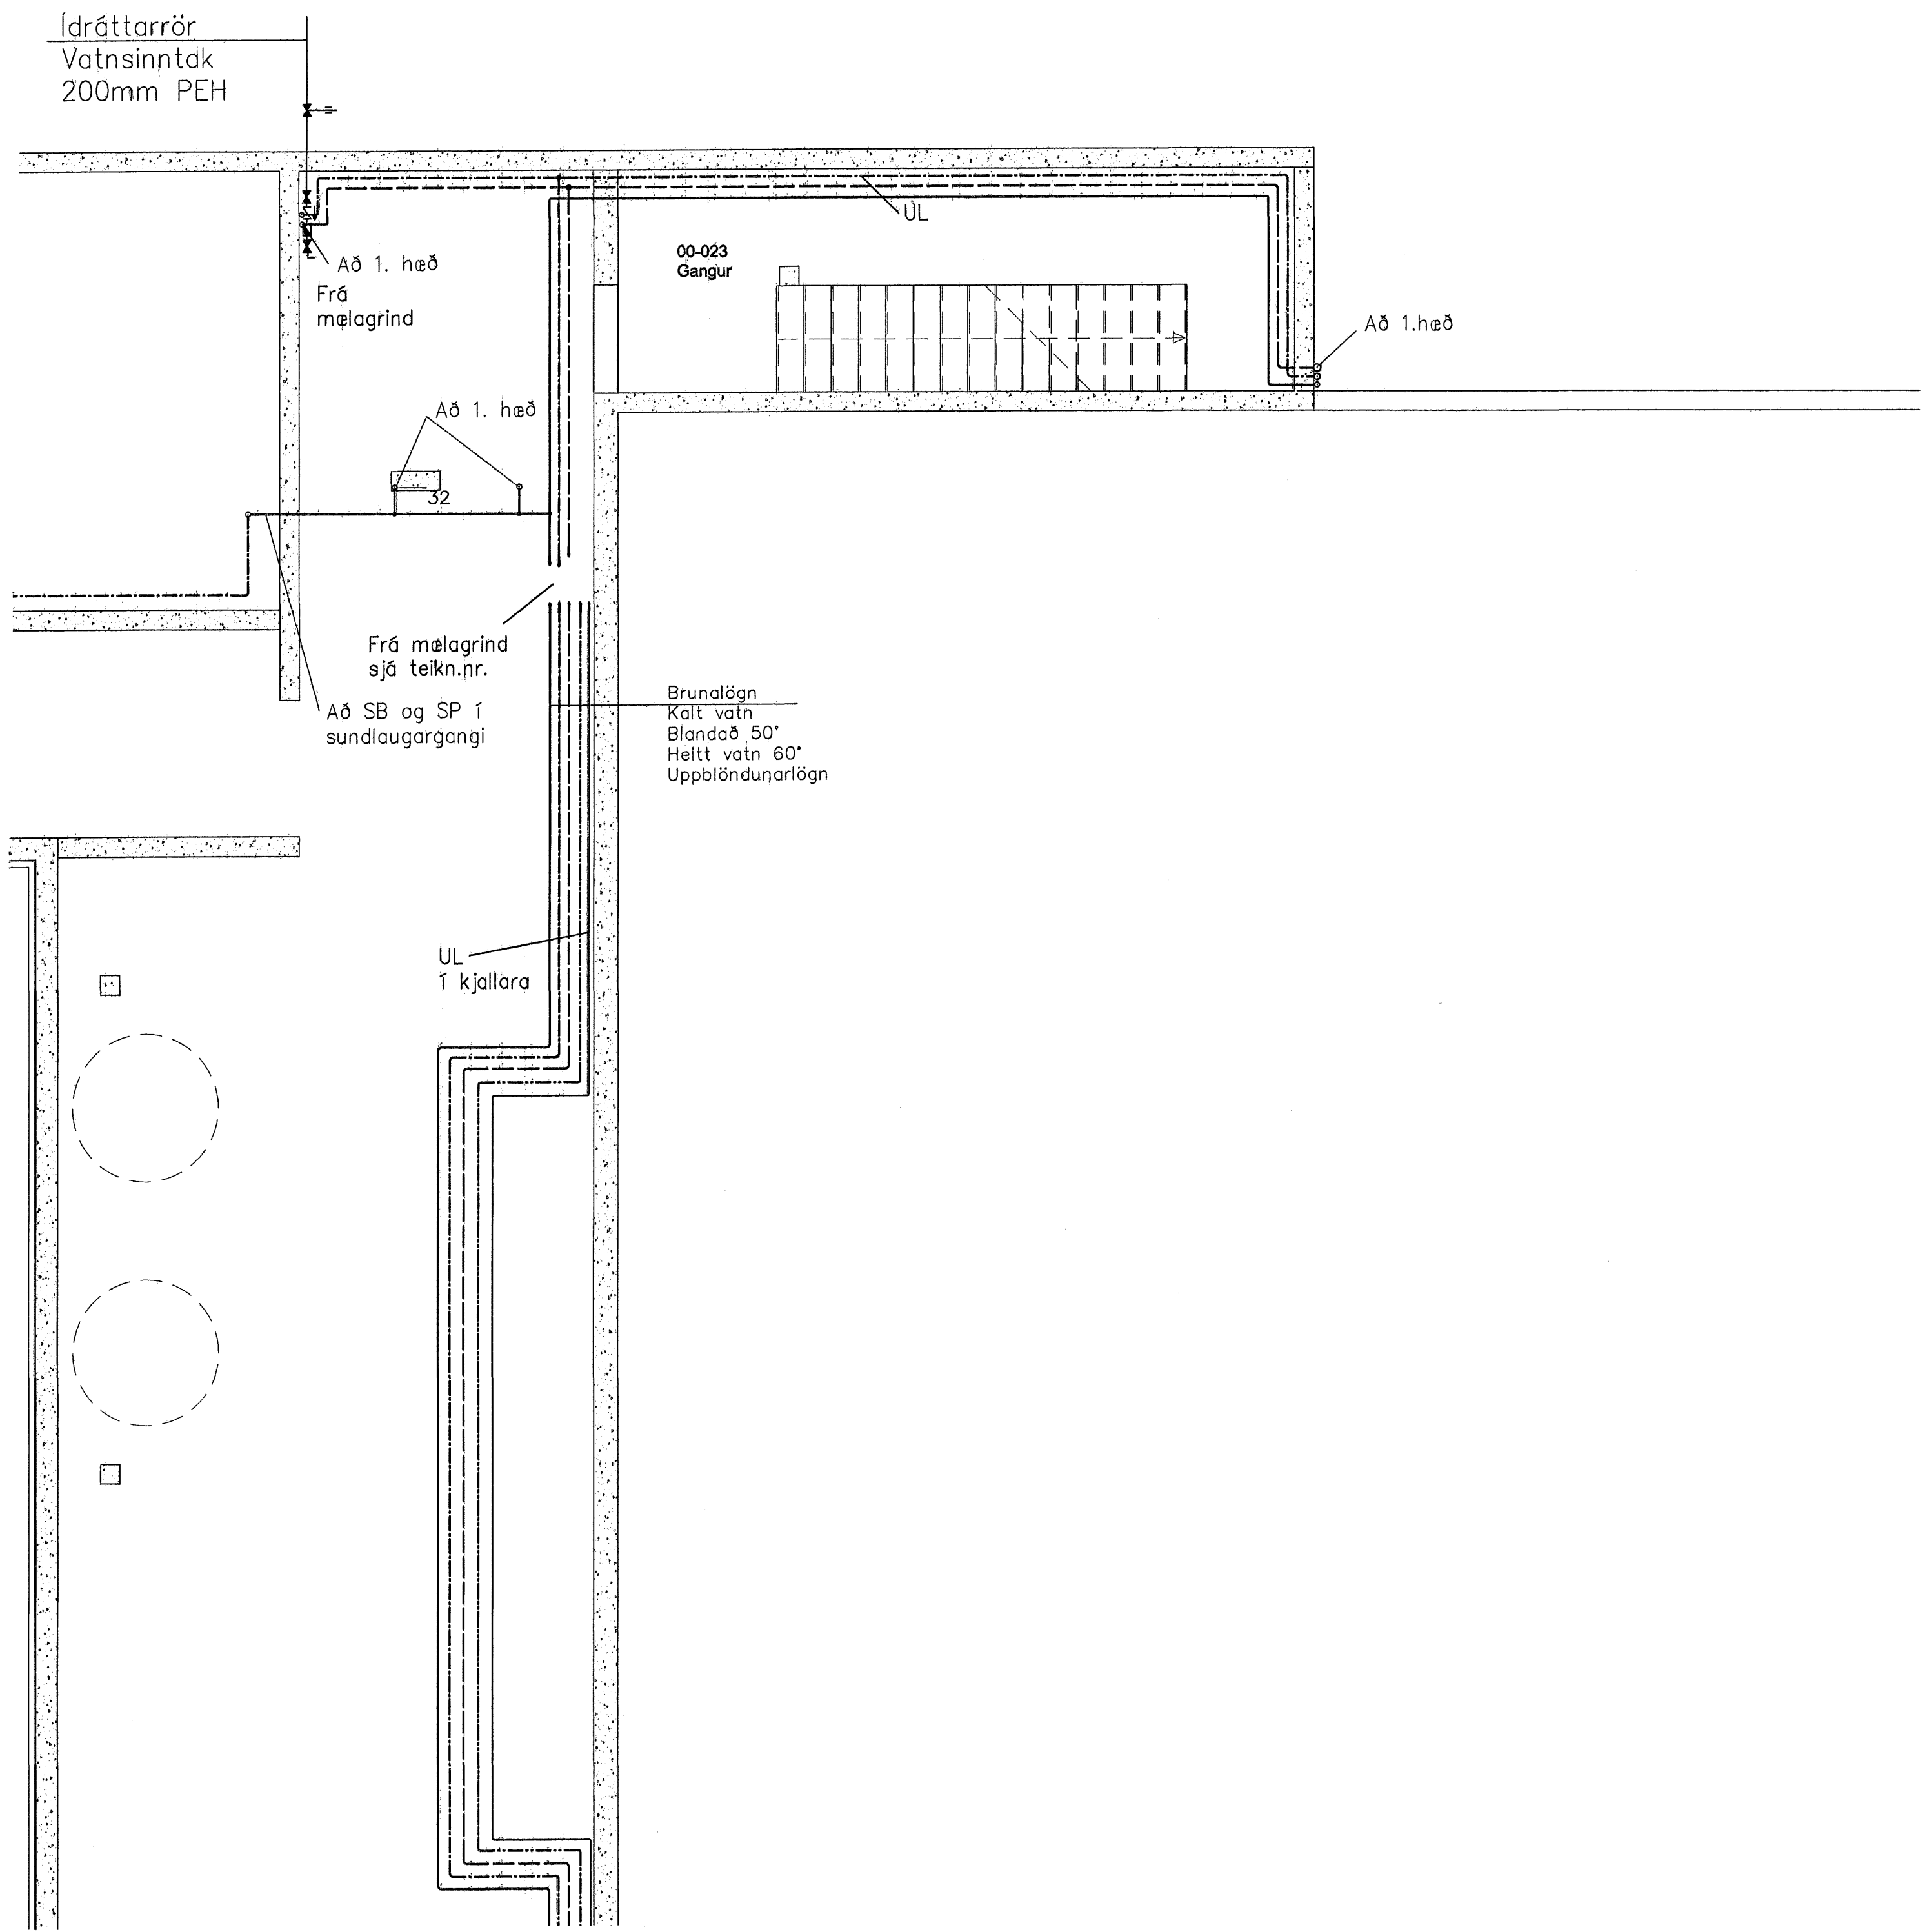 Ídráttarrör
Vatnsinntak
200mm PEH
UL
00-023
Gangur
Að 1. hæð
Frá
mælagrind
Að 1.hæð
Að 1. hæð
32
Frá mælagrind
sjá teikn.nr.
Að SB og SP í
sundlaugargangi
Brunalögn
Kalt vatn
Blandað 50°
Heitt vatn 60°
Uppblöndunarlögn
UL
í kjallara